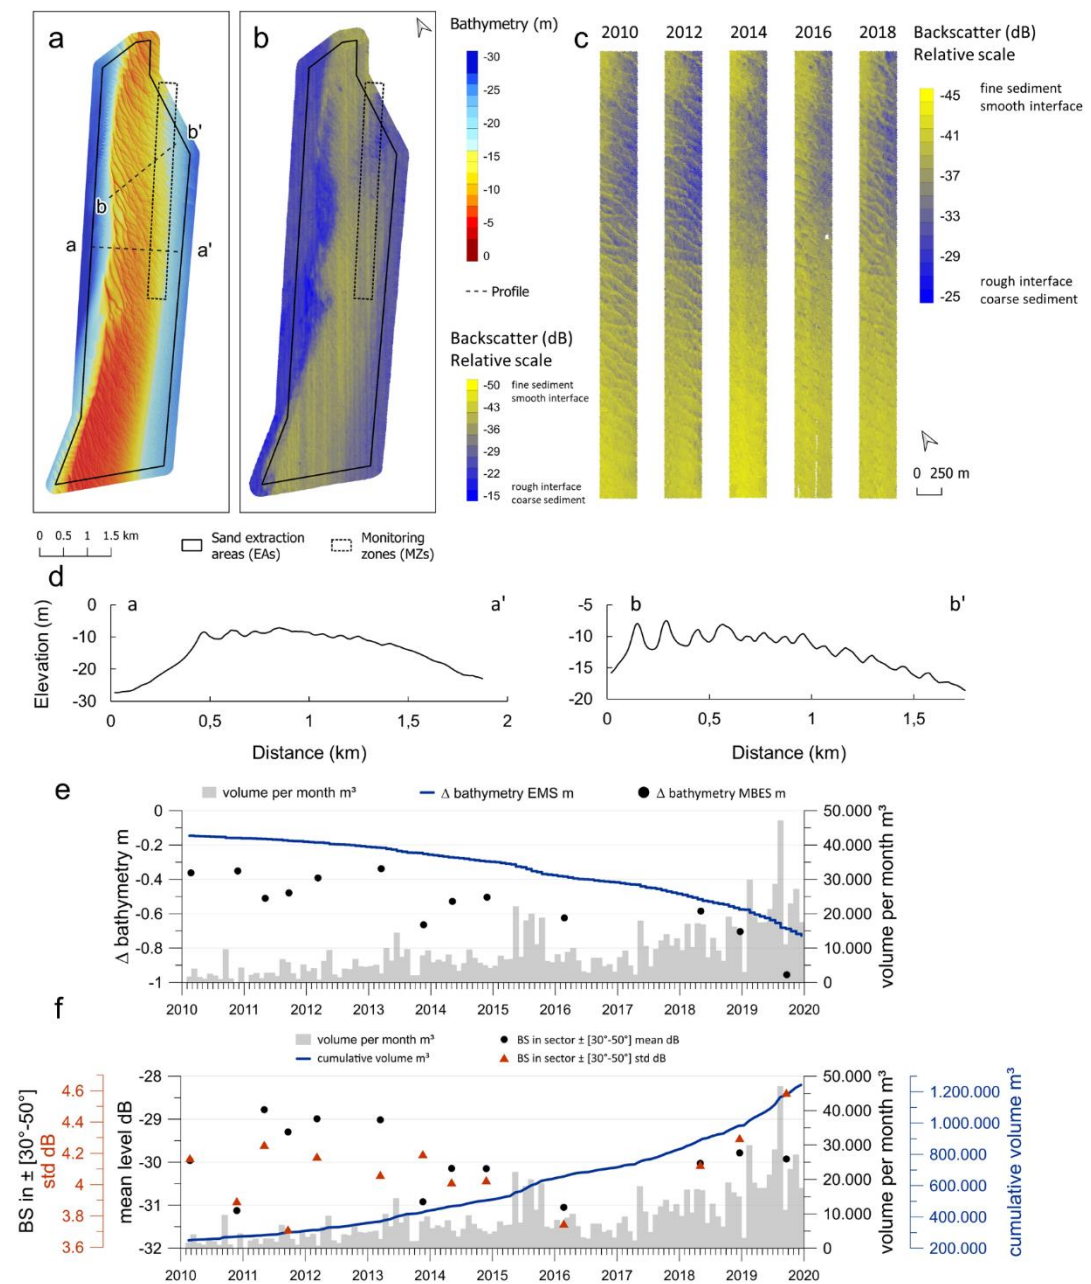 a
b
b'
b
a
a'
0 0.5 1 1.5 km
b
Bathymetry (m)
-30
-25
-20
-15
-10
-5
0
Profile
Backscatter (dB)
Relative scale
-50 fine sediment
smooth interface
-43
-36
-29
-22
rough interface
-15 coarse sediment
Sand extraction
areas (EAs)
Monitoring
zones (MZs)
c
2010 2012 2014 2016 2018
Backscatter (dB)
Relative scale
fine sediment
smooth interface
-45
-41
-37
-33
-29
-25
rough interface
coarse sediment
0 250 m
d
Elevation (m)
0
-10
-20
-30
a a'
0 0,5 1 1,5 2
Distance (km)
-5
-10
-15
-20
b b'
0 0,5 1 1,5
Distance (km)
e
volume per month m³ Δ bathymetry EMS m Δ bathymetry MBES m
Δ bathymetry m
0
-0.2
-0.4
-0.6
-0.8
-1
50.000
40.000
30.000
20.000
10.000
0
volume per month m³
2010 2011 2012 2013 2014 2015 2016 2017 2018 2019 2020
f
volume per month m³ BS in sector ± [30°-50°] mean dB
cumulative volume m³ BS in sector ± [30°-50°] std dB
BS in ± [30°-50°]
std dB
4.6
4.4
4.2
4
3.8
3.6
mean level dB
-28
-29
-30
-31
-32
50.000
40.000
30.000
20.000
10.000
0
volume per month m³
1.200.000
1.000.000
800.000
600.000
400.000
200.000
cumulative volume m³
2010 2011 2012 2013 2014 2015 2016 2017 2018 2019 2020